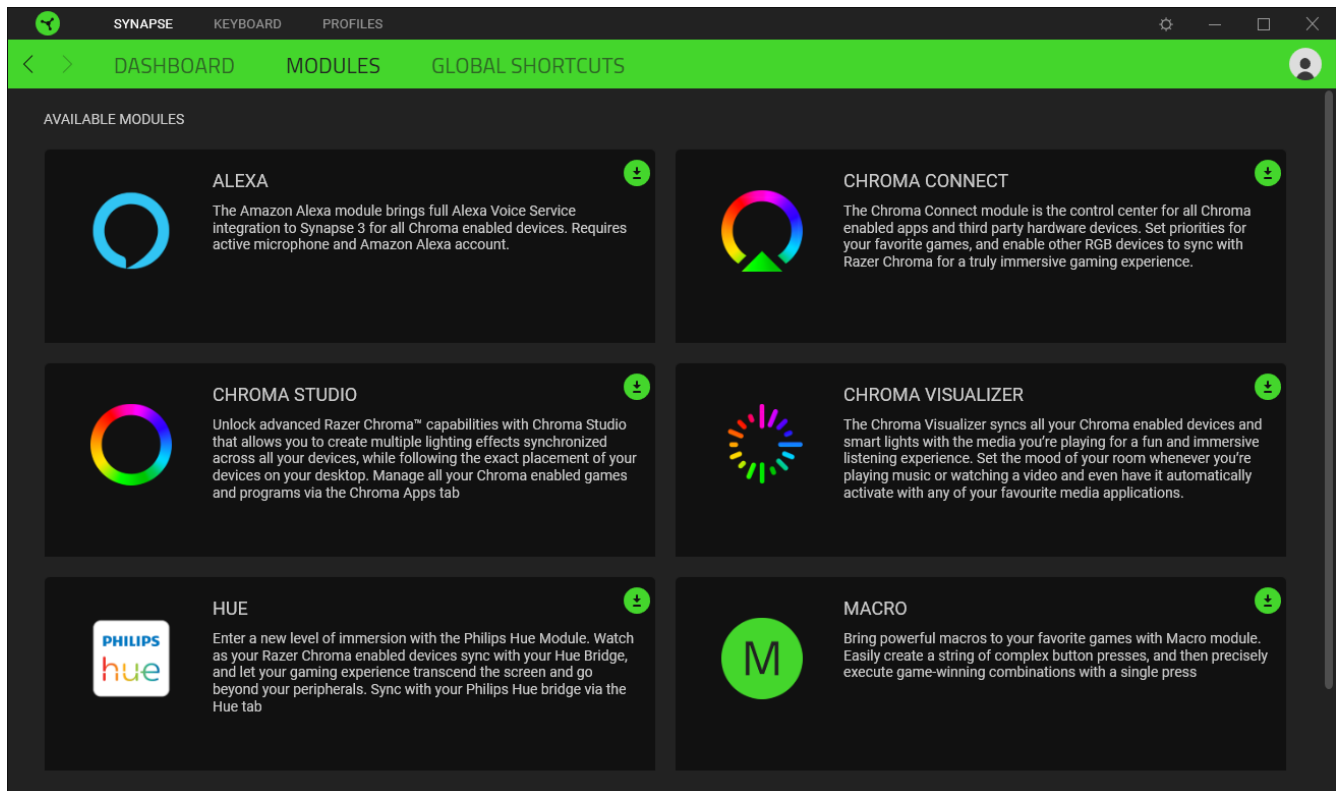 SYNAPSE KEYBOARD PROFILES
DASHBOARD MODULES GLOBAL SHORTCUTS
AVAILABLE MODULES
ALEXA
The Amazon Alexa module brings full Alexa Voice Service
integration to Synapse 3 for all Chroma enabled devices. Requires
active microphone and Amazon Alexa account.
CHROMA CONNECT
The Chroma Connect module is the control center for all Chroma
enabled apps and third party hardware devices. Set priorities for
your favorite games, and enable other RGB devices to sync with
Razer Chroma for a truly immersive gaming experience.
CHROMA STUDIO
Unlock advanced Razer Chroma™ capabilities with Chroma Studio
that allows you to create multiple lighting effects synchronized
across all your devices, while following the exact placement of your
devices on your desktop. Manage all your Chroma enabled games
and programs via the Chroma Apps tab
CHROMA VISUALIZER
The Chroma Visualizer syncs all your Chroma enabled devices and
smart lights with the media you're playing for a fun and immersive
listening experience. Set the mood of your room whenever you're
playing music or watching a video and even have it automatically
activate with any of your favourite media applications.
PHILIPS
hue
HUE
Enter a new level of immersion with the Philips Hue Module. Watch
as your Razer Chroma enabled devices sync with your Hue Bridge,
and let your gaming experience transcend the screen and go
beyond your peripherals. Sync with your Philips Hue bridge via the
Hue tab
M
MACRO
Bring powerful macros to your favorite games with Macro module.
Easily create a string of complex button presses, and then precisely
execute game-winning combinations with a single press